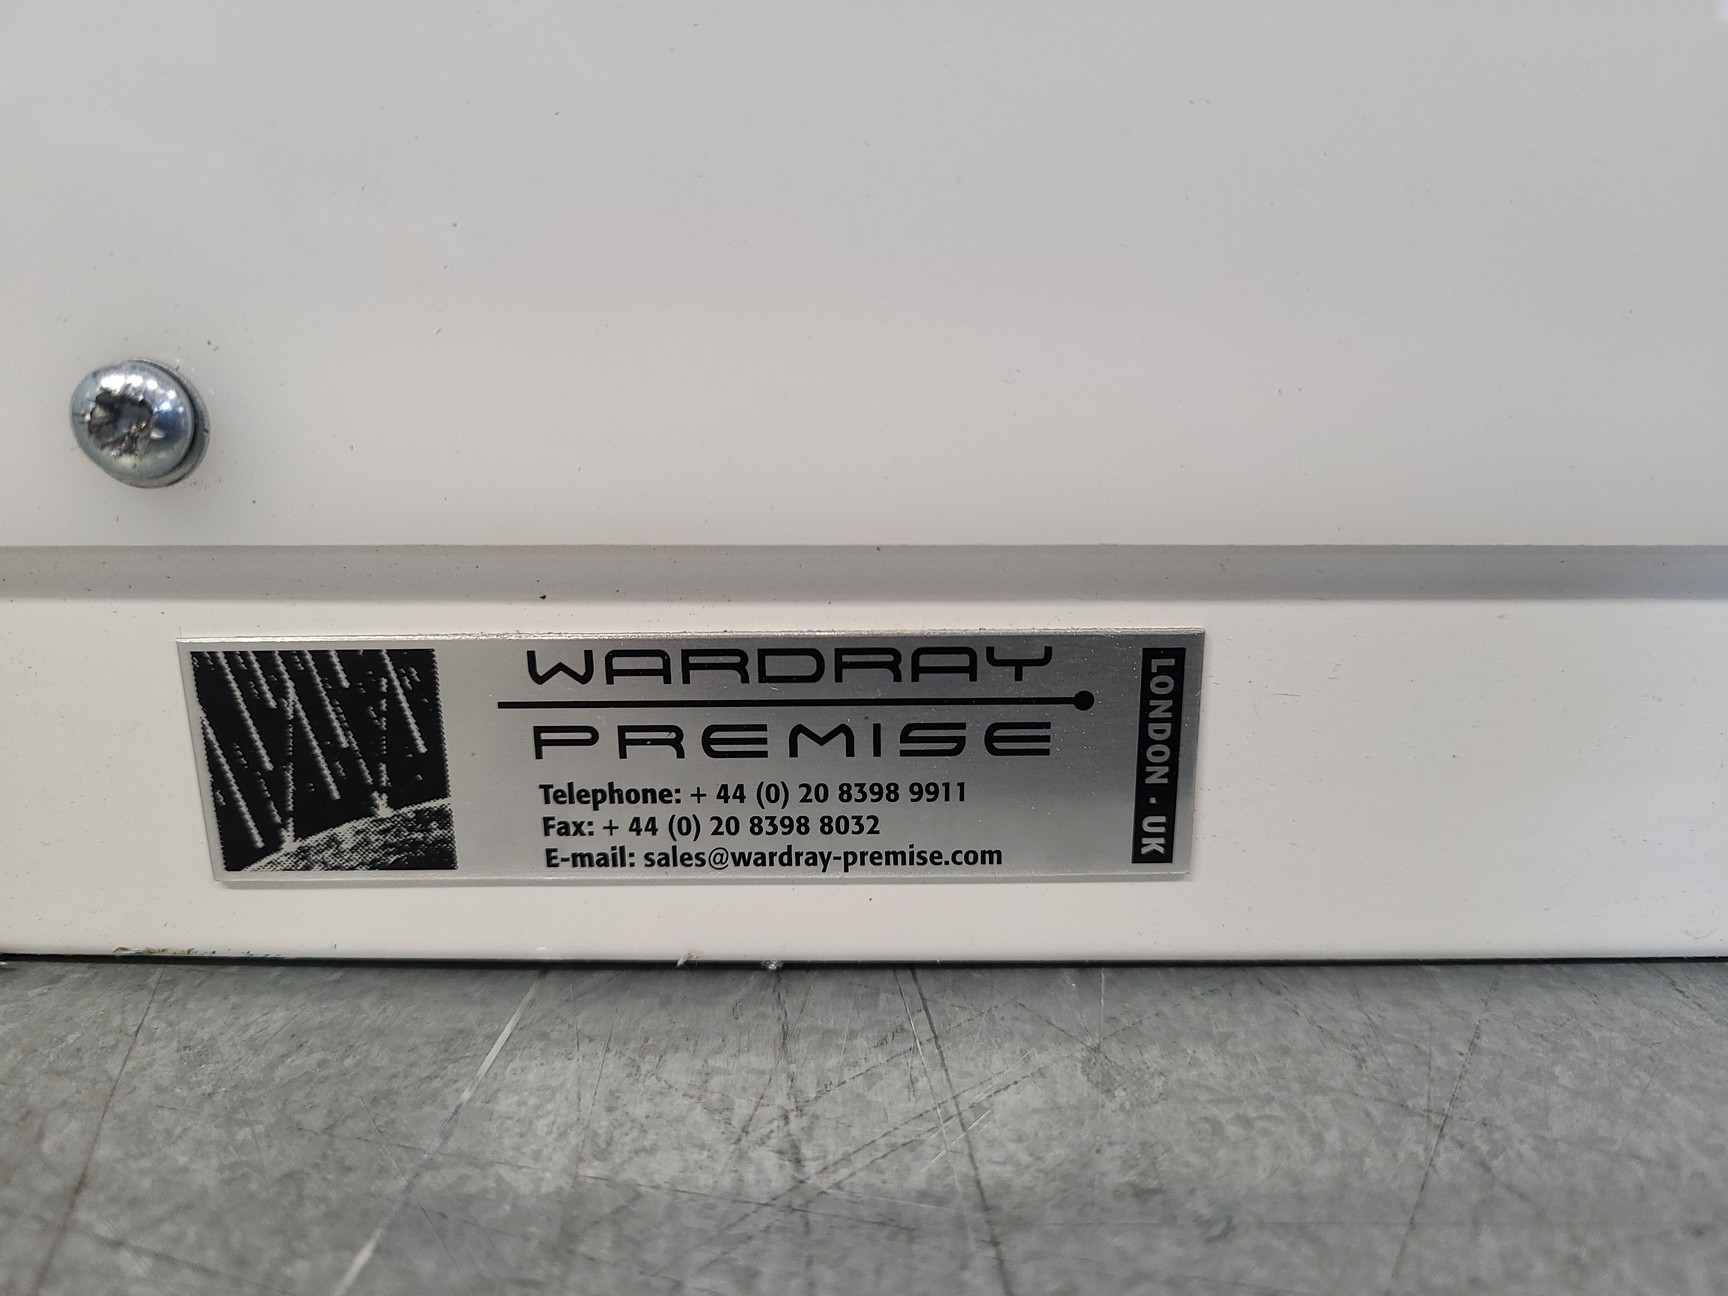 WARDRAY
PREMISE
Telephone: + 44 (0) 20 8398 9911
Fax: + 44 (0) 20 8398 8032
E-mail: sales@wardray-premise.com
LONDON · UK